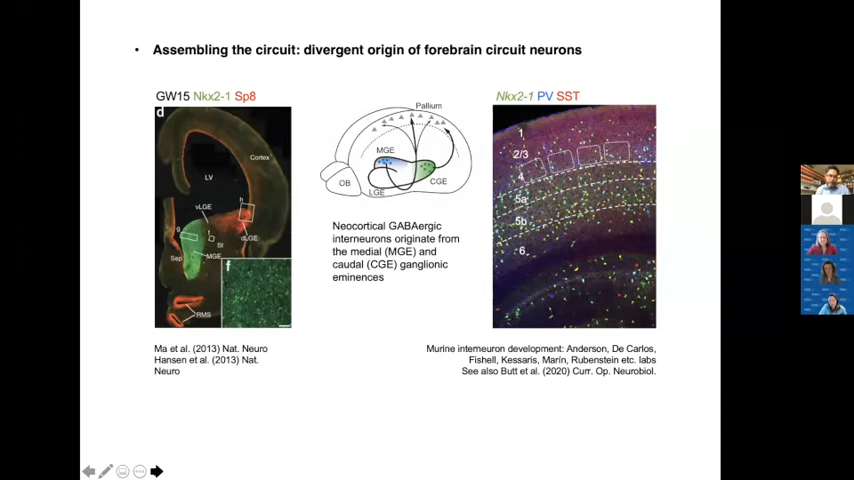 • Assembling the circuit: divergent origin of forebrain circuit neurons
GW15 Nkx2-1 Sp8
d
Cortex
LV
vLGE
h
g
f
St
dLGE
Sep
MGE
f
RMS
Pallium
MGE
OB
CGE
LGE
Neocortical GABAergic
interneurons originate from
the medial (MGE) and
caudal (CGE) ganglionic
eminences
Nkx2-1 PV SST
1
2/3
4
5a
5b
6
Ma et al. (2013) Nat. Neuro
Hansen et al. (2013) Nat.
Neuro
Murine interneuron development: Anderson, De Carlos,
Fishell, Kessaris, Marín, Rubenstein etc. labs
See also Butt et al. (2020) Curr. Op. Neurobiol.